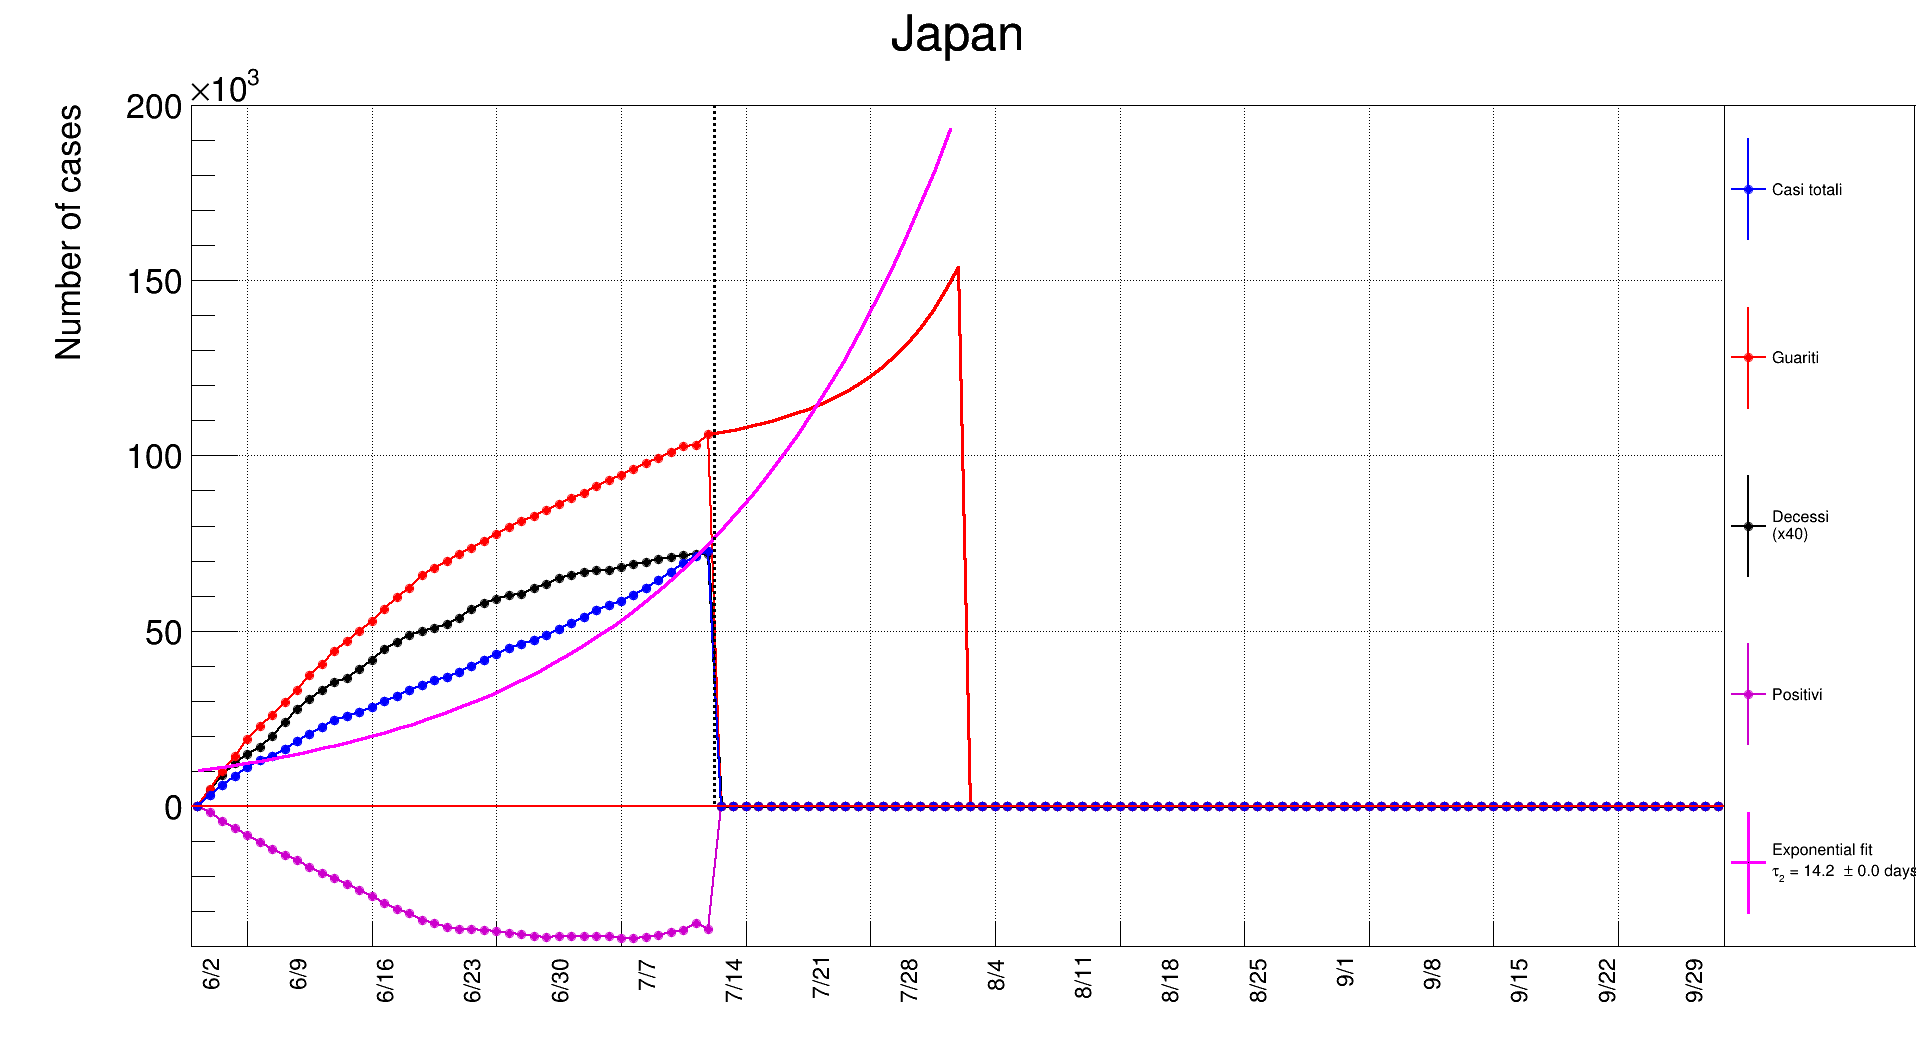 Japan
×10³
Number of cases
200
150
100
50
0
6/2
6/9
6/16
6/23
6/30
7/7
7/14
7/21
7/28
8/4
8/11
8/18
8/25
9/1
9/8
9/15
9/22
9/29
Casi totali
Guariti
Decessi
(x40)
Positivi
Exponential fit
τ₂ = 14.2 ± 0.0 days